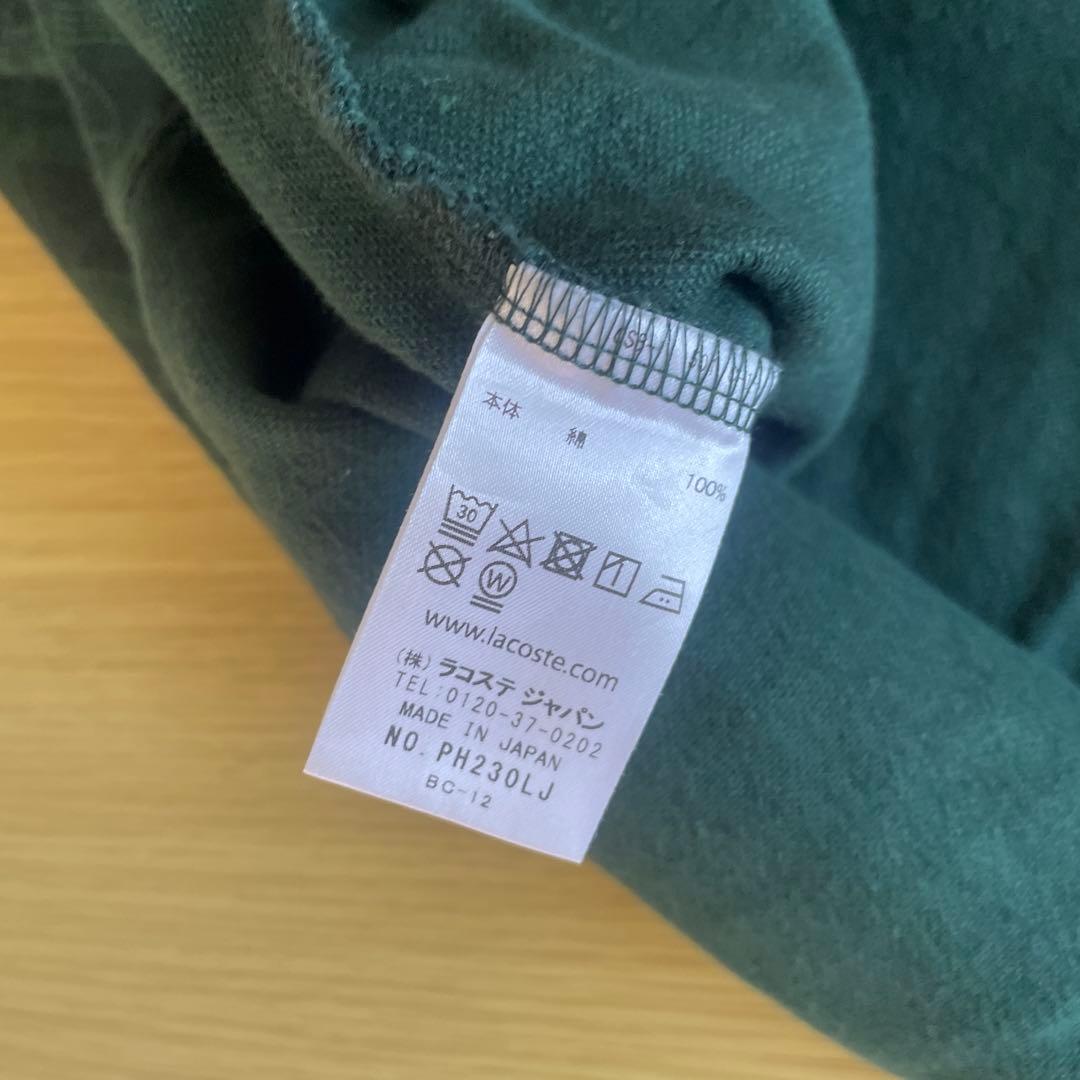 本体
綿
100%
30
W
www.lacoste.com
(株) ラコステ ジャパン
TEL:0120-37-0202
MADE IN JAPAN
NO. PH230LJ
BC-12